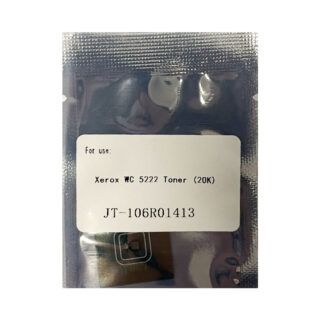 For use:
Xerox WC 5222 Toner (20K)
JT-106R01413